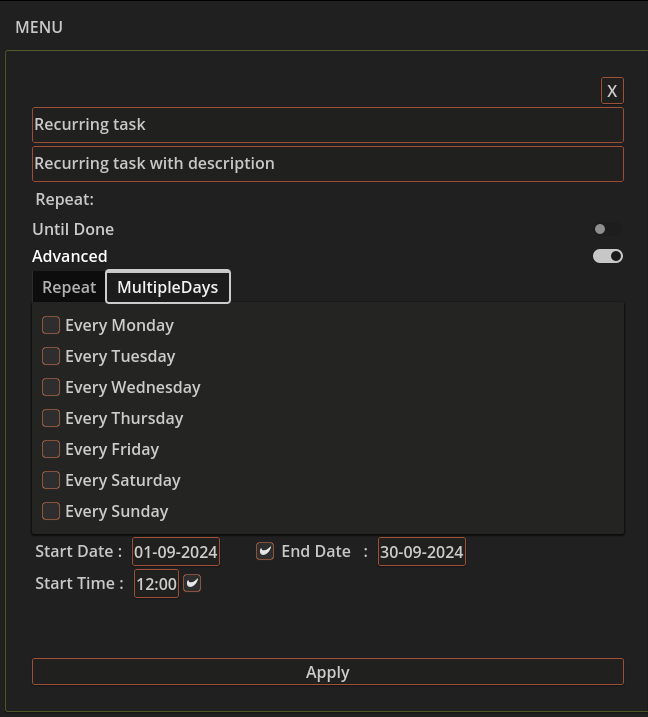 MENU
X
Recurring task
Recurring task with description
Repeat:
Until Done
Advanced
Repeat MultipleDays
Every Monday
Every Tuesday
Every Wednesday
Every Thursday
Every Friday
Every Saturday
Every Sunday
Start Date : 01-09-2024 End Date : 30-09-2024
Start Time : 12:00
Apply